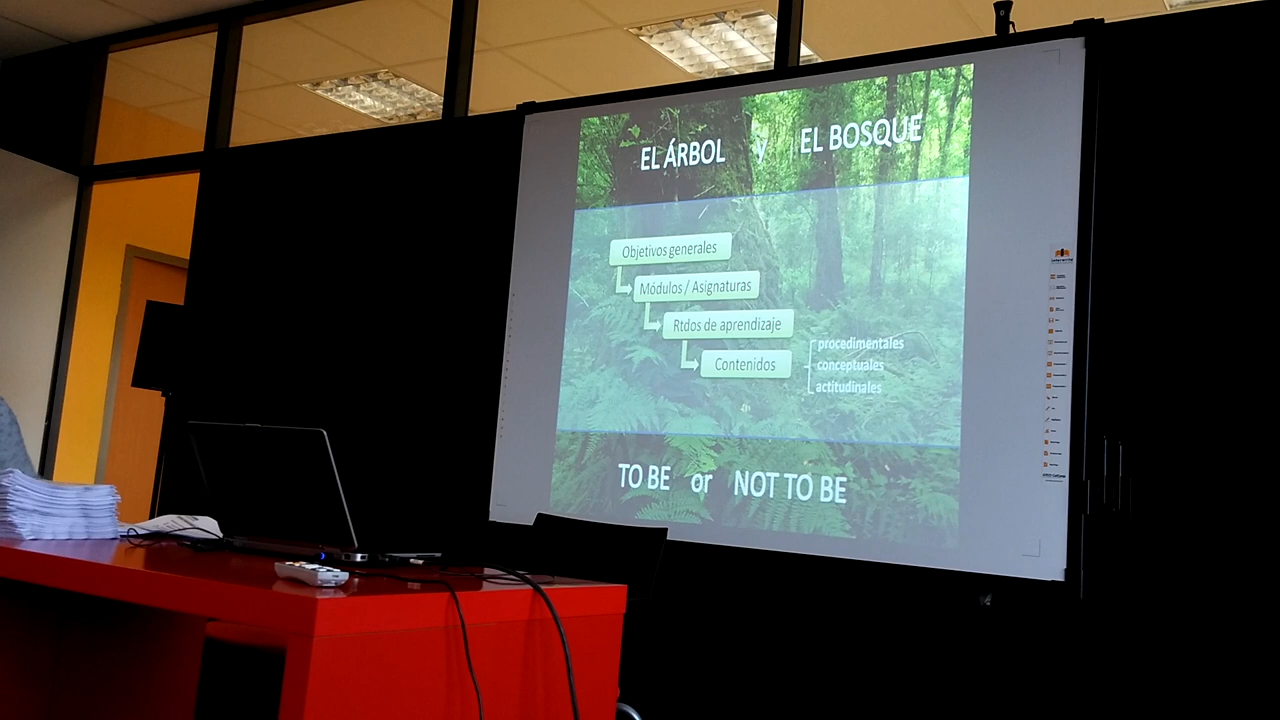 EL ÁRBOL y EL BOSQUE
Objetivos generales
Módulos / Asignaturas
Rtdos de aprendizaje
Contenidos
procedimentales
conceptuales
actitudinales
TO BE or NOT TO BE